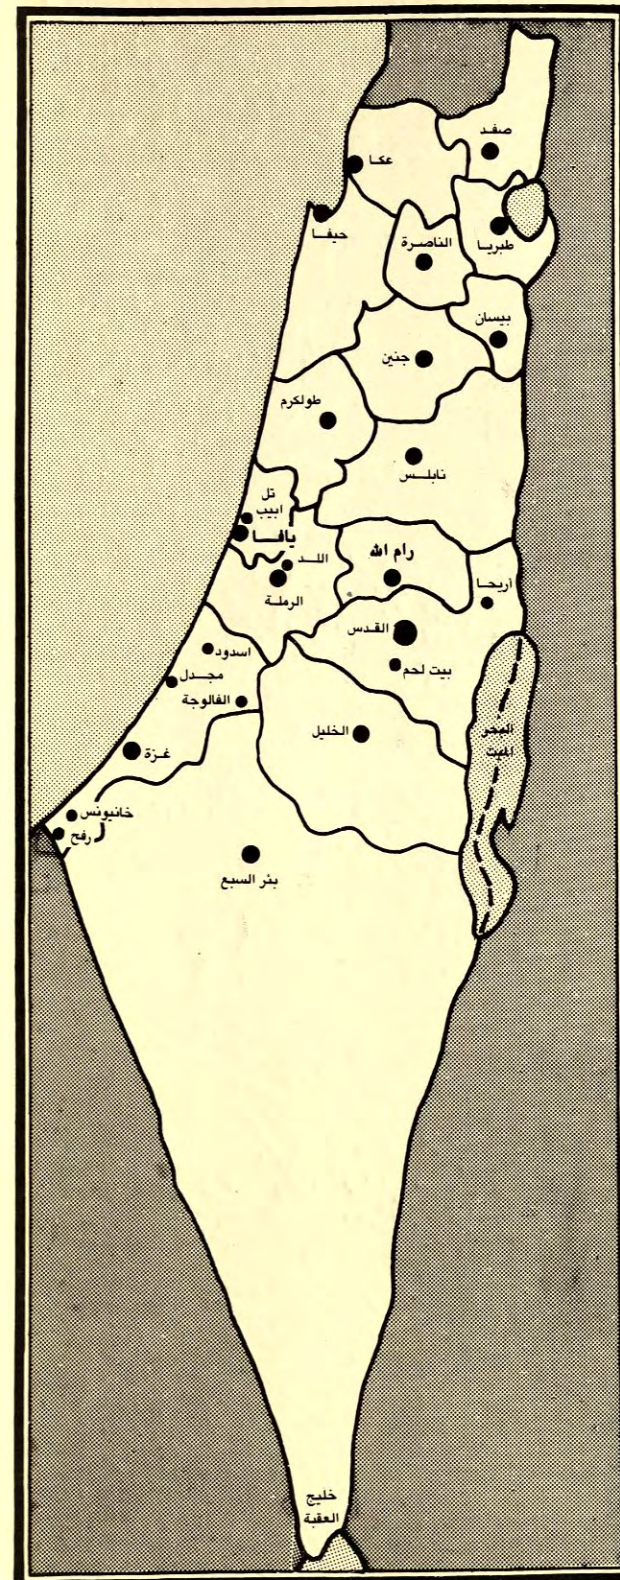 صفد
عكا
حيفا
طبريا
الناصرة
بيسان
جنين
طولكرم
نابلس
تل
ابيب
يافا
اللد
رام الله
اريحا
الرملة
القدس
اسدود
بيت لحم
مجدل
الفالوجة
البحر
الميت
الخليل
غزة
خانيونس
رفح
بئر السبع
خليج
العقبة